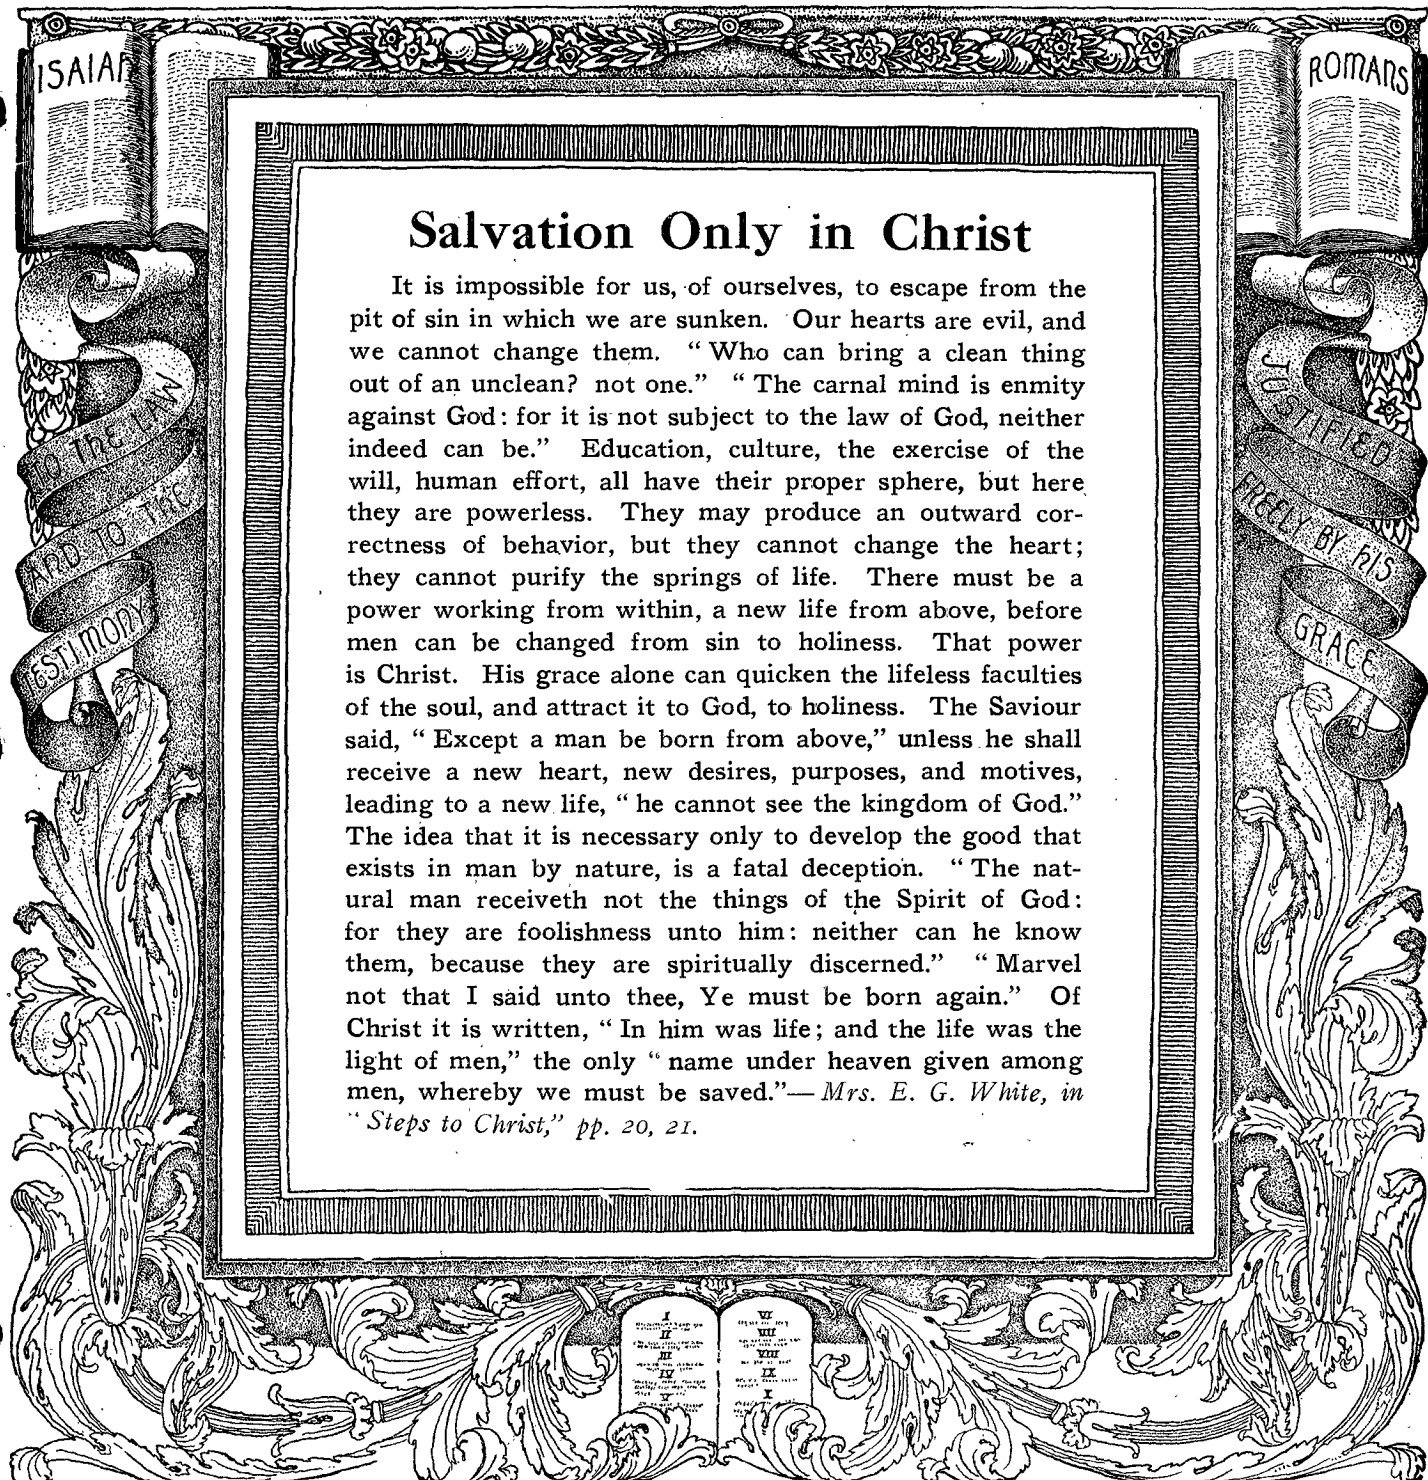 ISAIAH
ROMANS
TO THE LAW
AND TO THE
TESTIMONY
JUSTIFIED
FREELY BY HIS
GRACE
Salvation Only in Christ
It is impossible for us, of ourselves, to escape from the
pit of sin in which we are sunken. Our hearts are evil, and
we cannot change them. “Who can bring a clean thing
out of an unclean? not one.” “The carnal mind is enmity
against God: for it is not subject to the law of God, neither
indeed can be.” Education, culture, the exercise of the
will, human effort, all have their proper sphere, but here
they are powerless. They may produce an outward cor-
rectness of behavior, but they cannot change the heart;
they cannot purify the springs of life. There must be a
power working from within, a new life from above, before
men can be changed from sin to holiness. That power
is Christ. His grace alone can quicken the lifeless faculties
of the soul, and attract it to God, to holiness. The Saviour
said, “Except a man be born from above,” unless he shall
receive a new heart, new desires, purposes, and motives,
leading to a new life, “he cannot see the kingdom of God.”
The idea that it is necessary only to develop the good that
exists in man by nature, is a fatal deception. “The nat-
ural man receiveth not the things of the Spirit of God:
for they are foolishness unto him: neither can he know
them, because they are spiritually discerned.” “Marvel
not that I said unto thee, Ye must be born again.” Of
Christ it is written, “In him was life; and the life was the
light of men,” the only “name under heaven given among
men, whereby we must be saved.”—Mrs. E. G. White, in
“Steps to Christ,” pp. 20, 21.
I
II
III
IV
V
VI
VII
VIII
IX
X